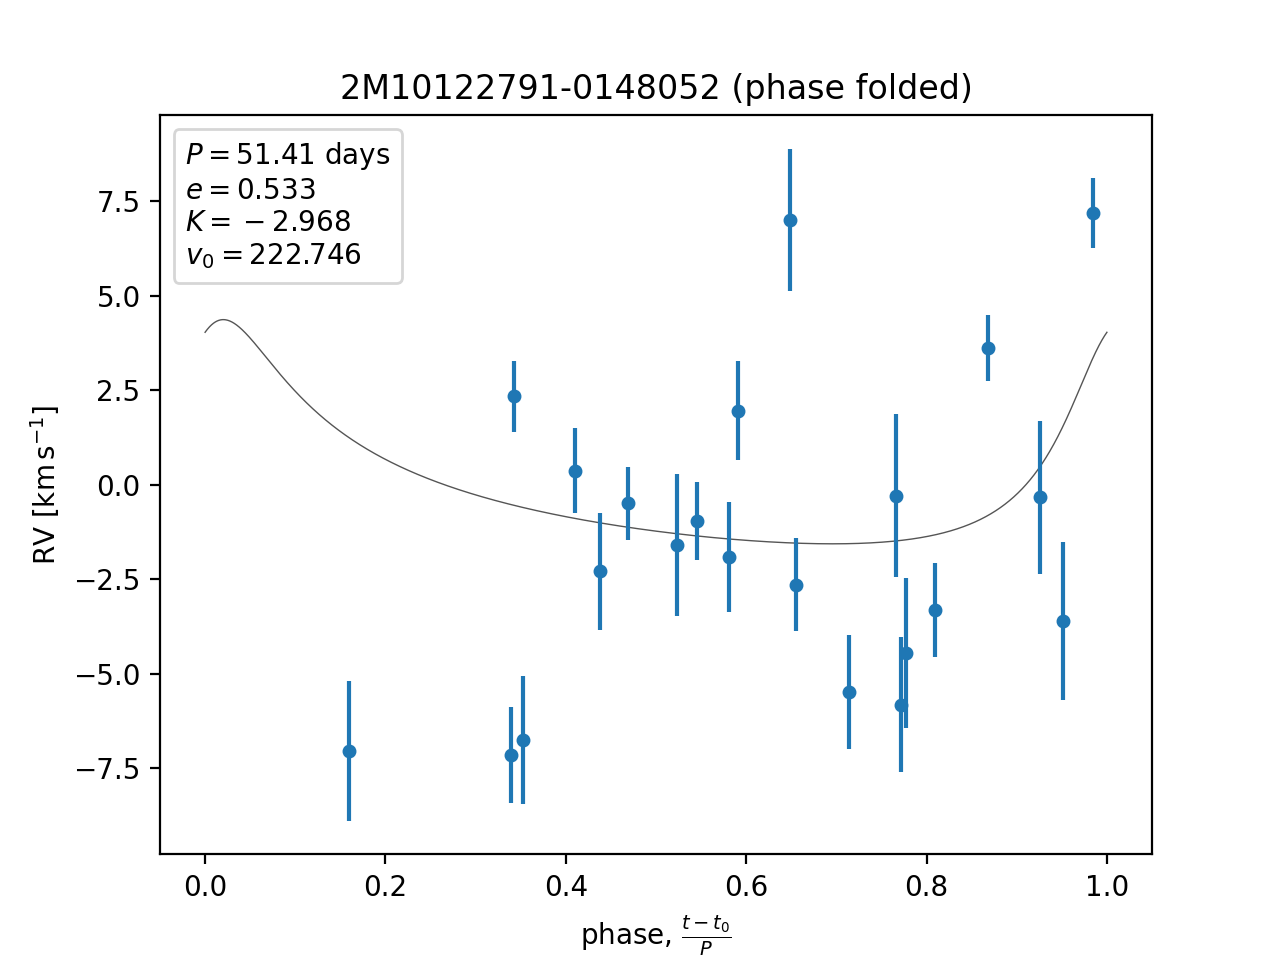 2M10122791-0148052 (phase folded)
P = 51.41 days
e = 0.533
K = −2.968
v₀ = 222.746
7.5
5.0
2.5
0.0
−2.5
−5.0
−7.5
RV [km s⁻¹]
0.0 0.2 0.4 0.6 0.8 1.0
phase, (t − t₀)/P